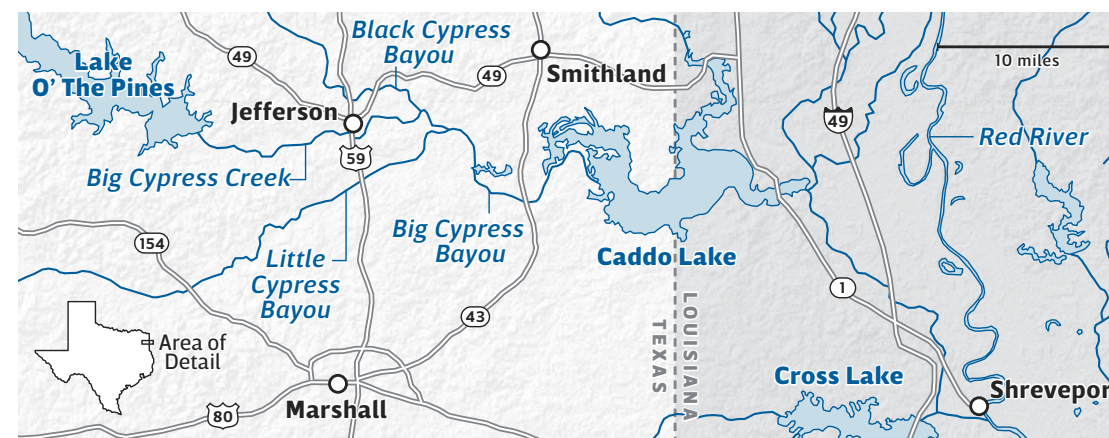 Black Cypress
Bayou
Lake
O' The Pines
49
49
Smithland
10 miles
Jefferson
49
Red River
59
Big Cypress Creek
Big Cypress
Bayou
154
Little
Cypress
Bayou
Caddo Lake
1
43
LOUISIANA
TEXAS
Area of
Detail
Cross Lake
Marshall
80
Shrevepor